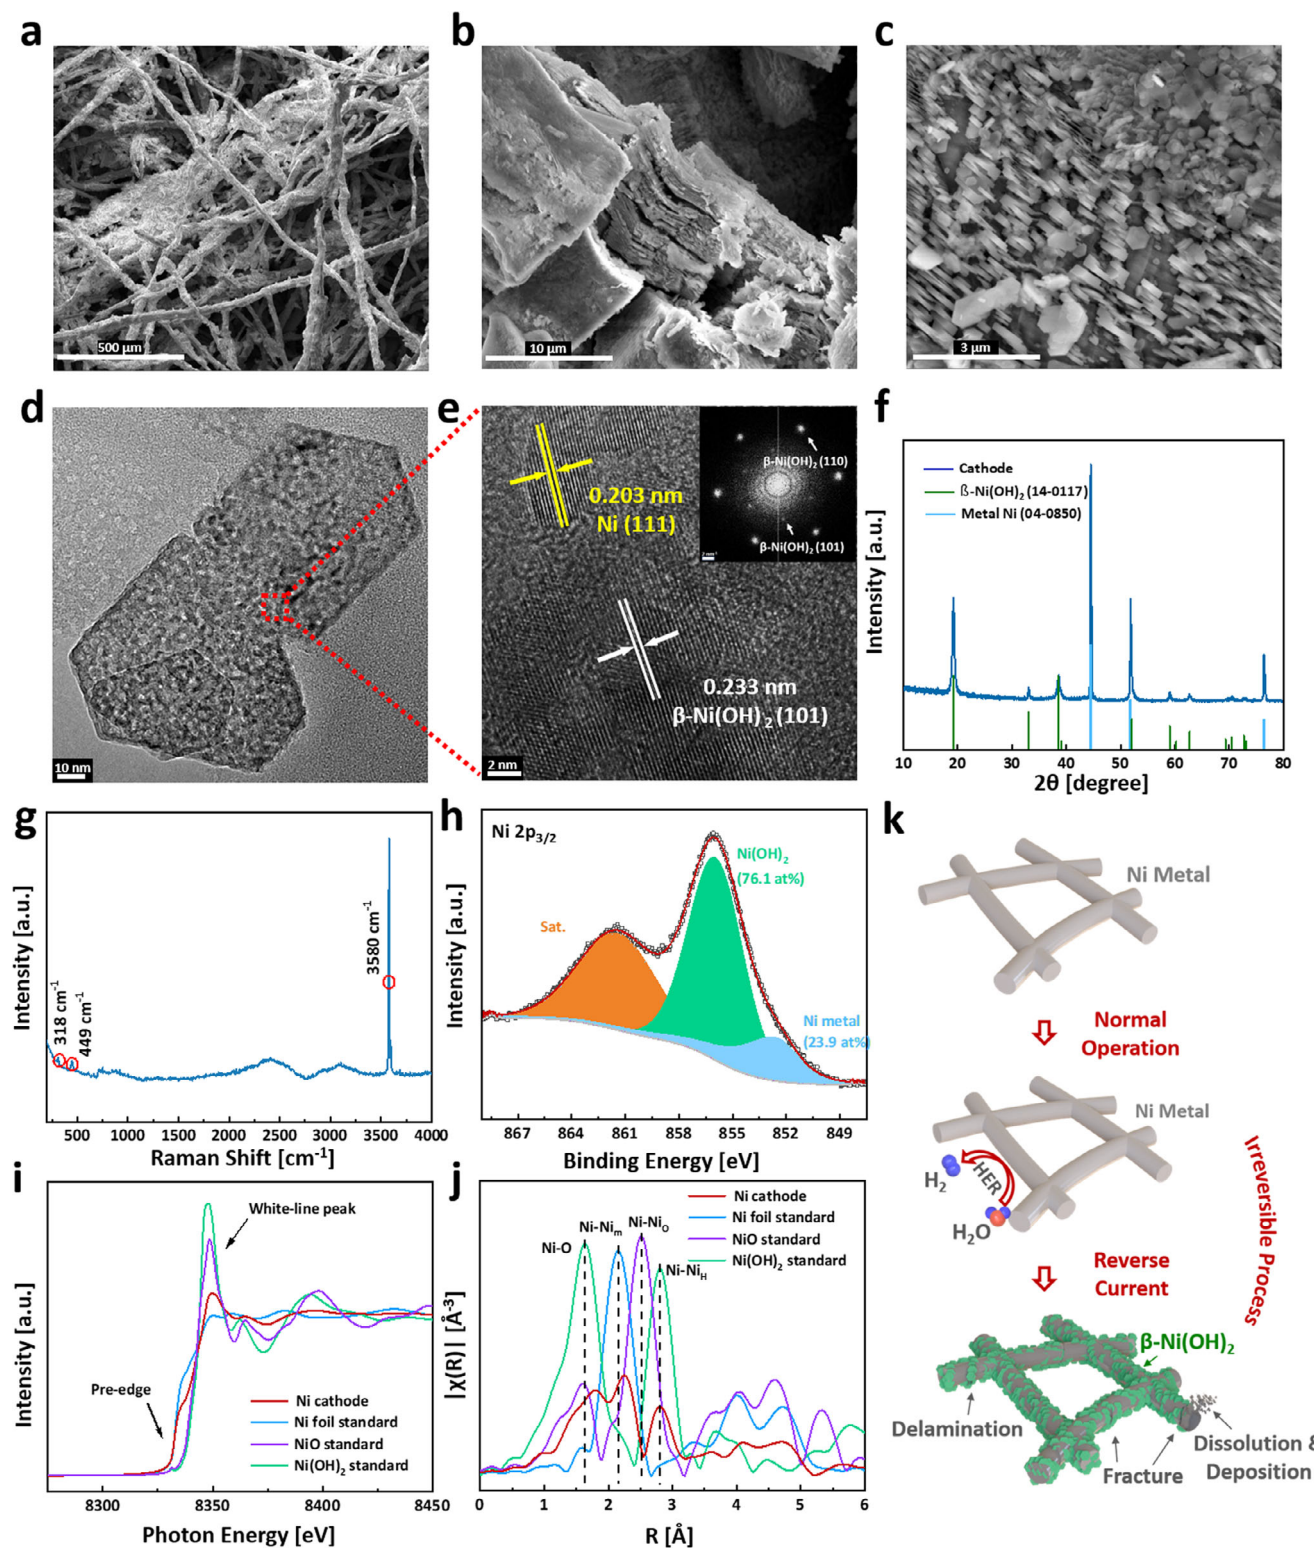 a
500 µm
b
10 µm
c
3 µm
d
10 nm
e
0.203 nm
Ni (111)
β-Ni(OH)₂ (110)
β-Ni(OH)₂ (101)
0.233 nm
β-Ni(OH)₂ (101)
2 nm
f
Cathode
ß-Ni(OH)₂ (14-0117)
Metal Ni (04-0850)
Intensity [a.u.]
10 20 30 40 50 60 70 80
2θ [degree]
g
318 cm⁻¹
449 cm⁻¹
3580 cm⁻¹
Intensity [a.u.]
500 1000 1500 2000 2500 3000 3500 4000
Raman Shift [cm⁻¹]
h
Ni 2p₃/₂
Ni(OH)₂
(76.1 at%)
Sat.
Ni metal
(23.9 at%)
Intensity [a.u.]
867 864 861 858 855 852 849
Binding Energy [eV]
i
White-line peak
Pre-edge
Ni cathode
Ni foil standard
NiO standard
Ni(OH)₂ standard
Intensity [a.u.]
8300 8350 8400 8450
Photon Energy [eV]
j
Ni cathode
Ni foil standard
NiO standard
Ni(OH)₂ standard
Ni-O
Ni-Niₘ
Ni-Ni_O
Ni-Ni_H
|χ(R)| [Å⁻³]
0 1 2 3 4 5 6
R [Å]
k
Ni Metal
Normal
Operation
Ni Metal
H₂
HER
H₂O
Reverse
Current
Irreversible Process
β-Ni(OH)₂
Delamination
Fracture
Dissolution &
Deposition